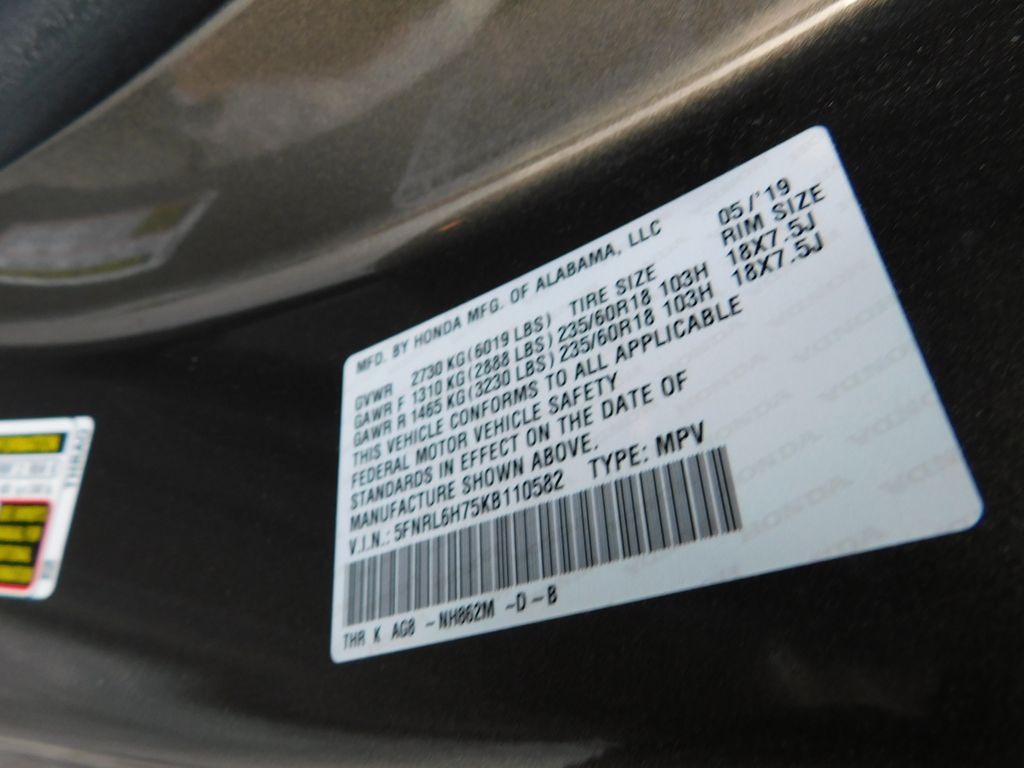 MFD. BY HONDA MFG. OF ALABAMA, LLC 05/'19
GVWR 2730 KG(6019 LBS) TIRE SIZE RIM SIZE
GAWR F 1310 KG(2888 LBS) 235/60R18 103H 18X7.5J
GAWR R 1465 KG(3230 LBS) 235/60R18 103H 18X7.5J
THIS VEHICLE CONFORMS TO ALL APPLICABLE
FEDERAL MOTOR VEHICLE SAFETY
STANDARDS IN EFFECT ON THE DATE OF
MANUFACTURE SHOWN ABOVE.
V.I.N.: 5FNRL6H75KB110582 TYPE: MPV
THR K AG8 -NH862M -D-B